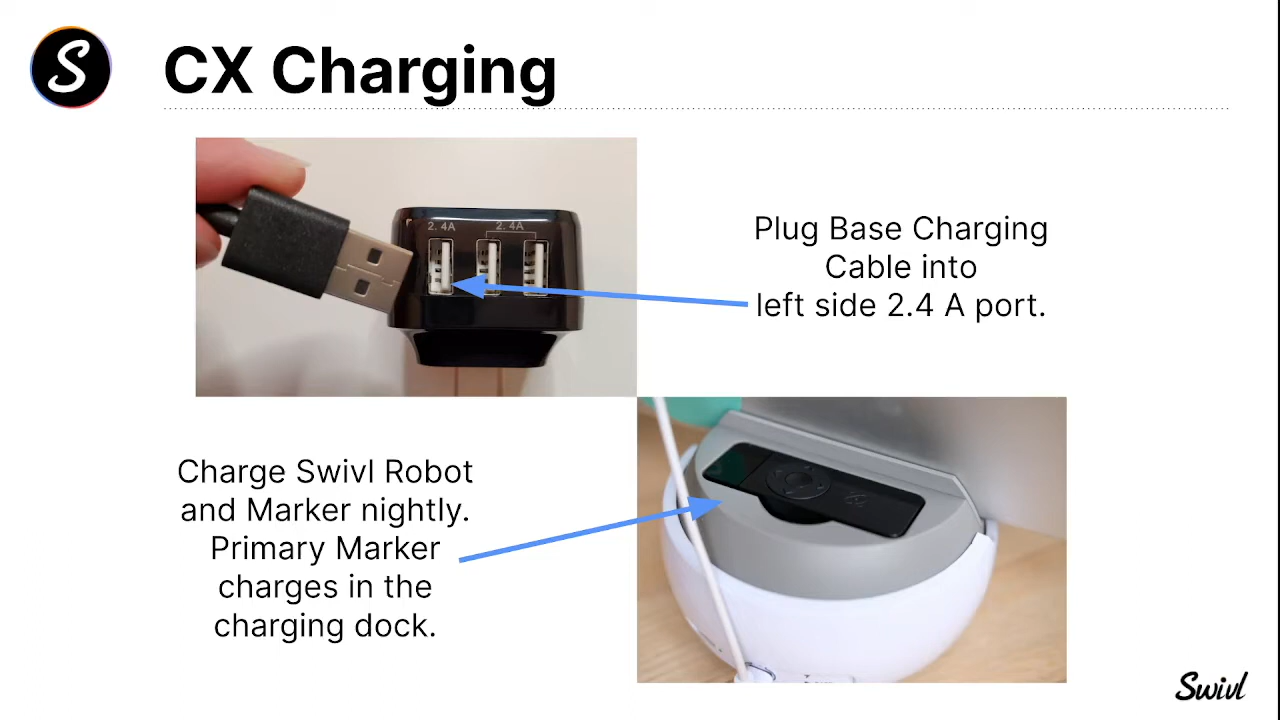 S
CX Charging
2. 4A
2. 4A
Plug Base Charging
Cable into
left side 2.4 A port.
Charge Swivl Robot
and Marker nightly.
Primary Marker
charges in the
charging dock.
Swivl